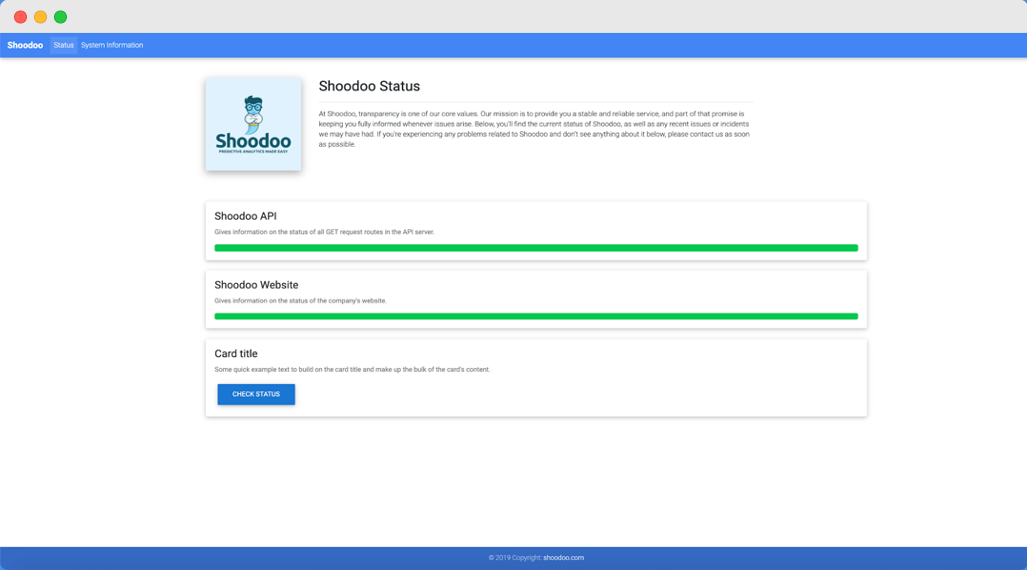 Shoodoo Status System Information
Shoodoo
PREDICTIVE ANALYTICS MADE EASY
Shoodoo Status
At Shoodoo, transparency is one of our core values. Our mission is to provide you a stable and reliable service, and part of that promise is
keeping you fully informed whenever issues arise. Below, you'll find the current status of Shoodoo, as well as any recent issues or incidents
we may have had. If you're experiencing any problems related to Shoodoo and don't see anything about it below, please contact us as soon
as possible.
Shoodoo API
Gives information on the status of all GET request routes in the API server.
Shoodoo Website
Gives information on the status of the company's website.
Card title
Some quick example text to build on the card title and make up the bulk of the card's content.
CHECK STATUS
© 2019 Copyright: shoodoo.com